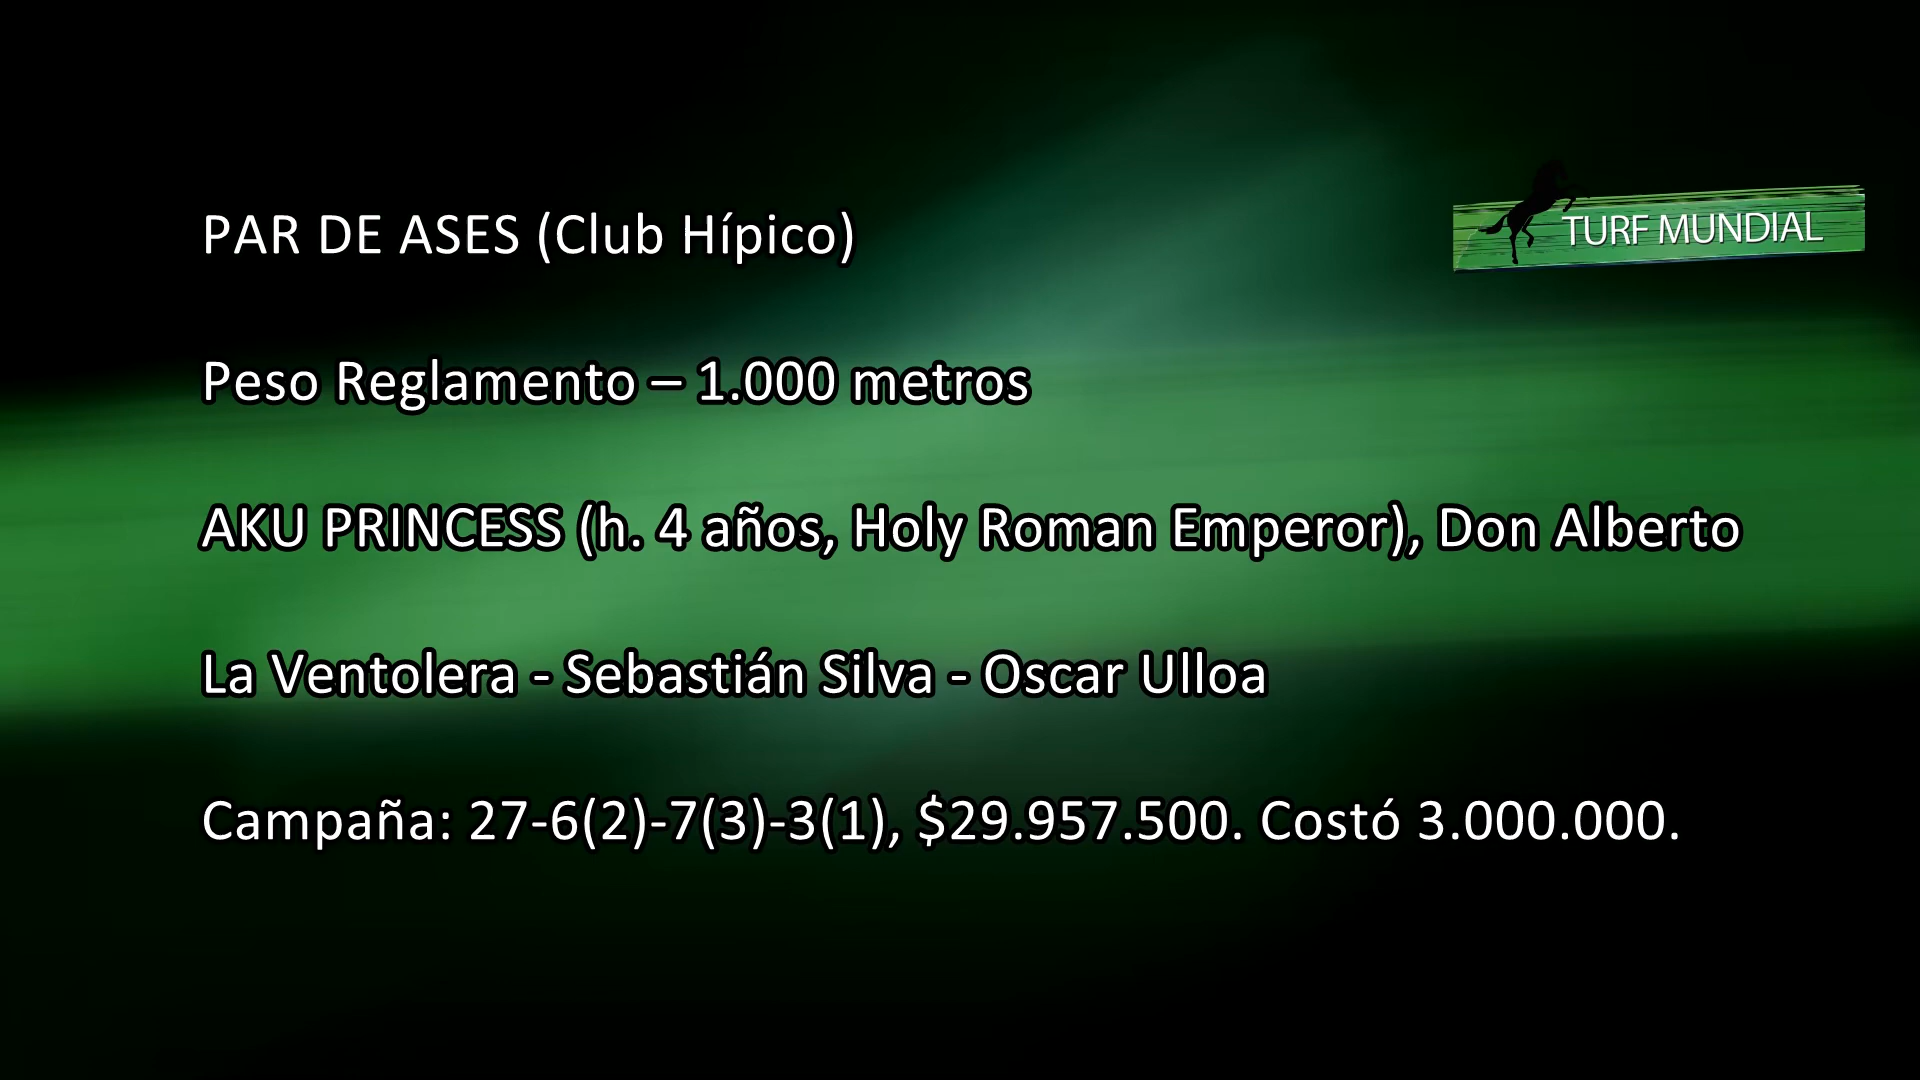 PAR DE ASES (Club Hípico)
TURF MUNDIAL
Peso Reglamento – 1.000 metros
AKU PRINCESS (h. 4 años, Holy Roman Emperor), Don Alberto
La Ventolera - Sebastián Silva - Oscar Ulloa
Campaña: 27-6(2)-7(3)-3(1), $29.957.500. Costó 3.000.000.